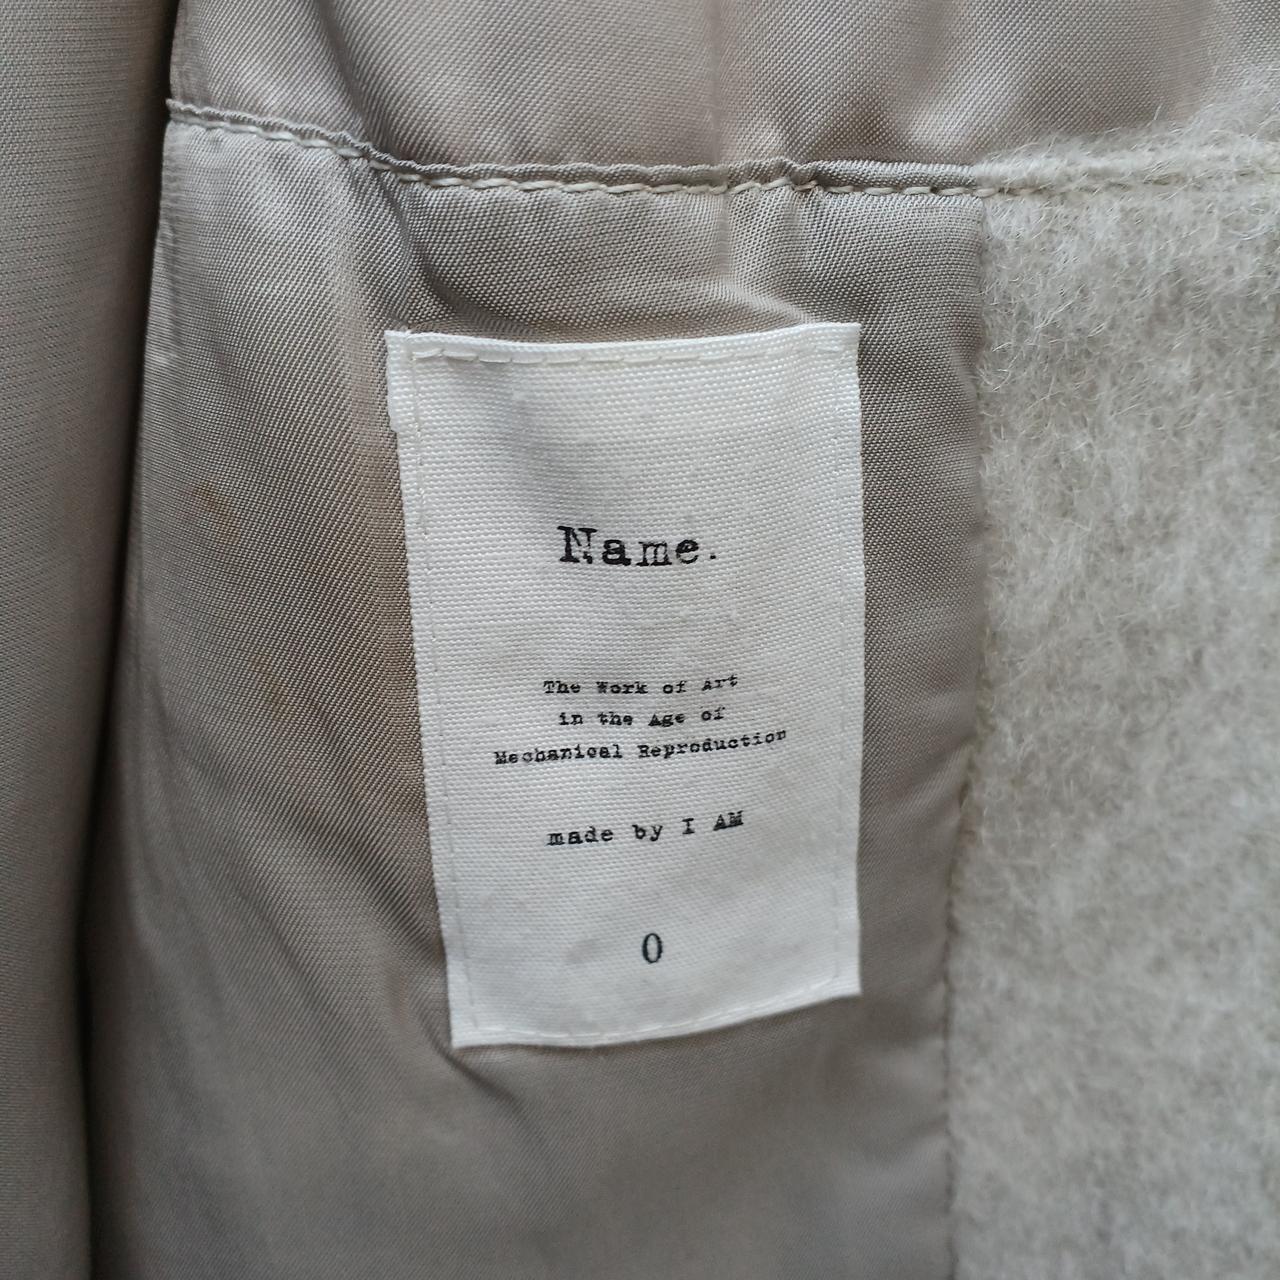 Name.
The Work of Art
in the Age of
Mechanical Reproduction
made by I AM
0